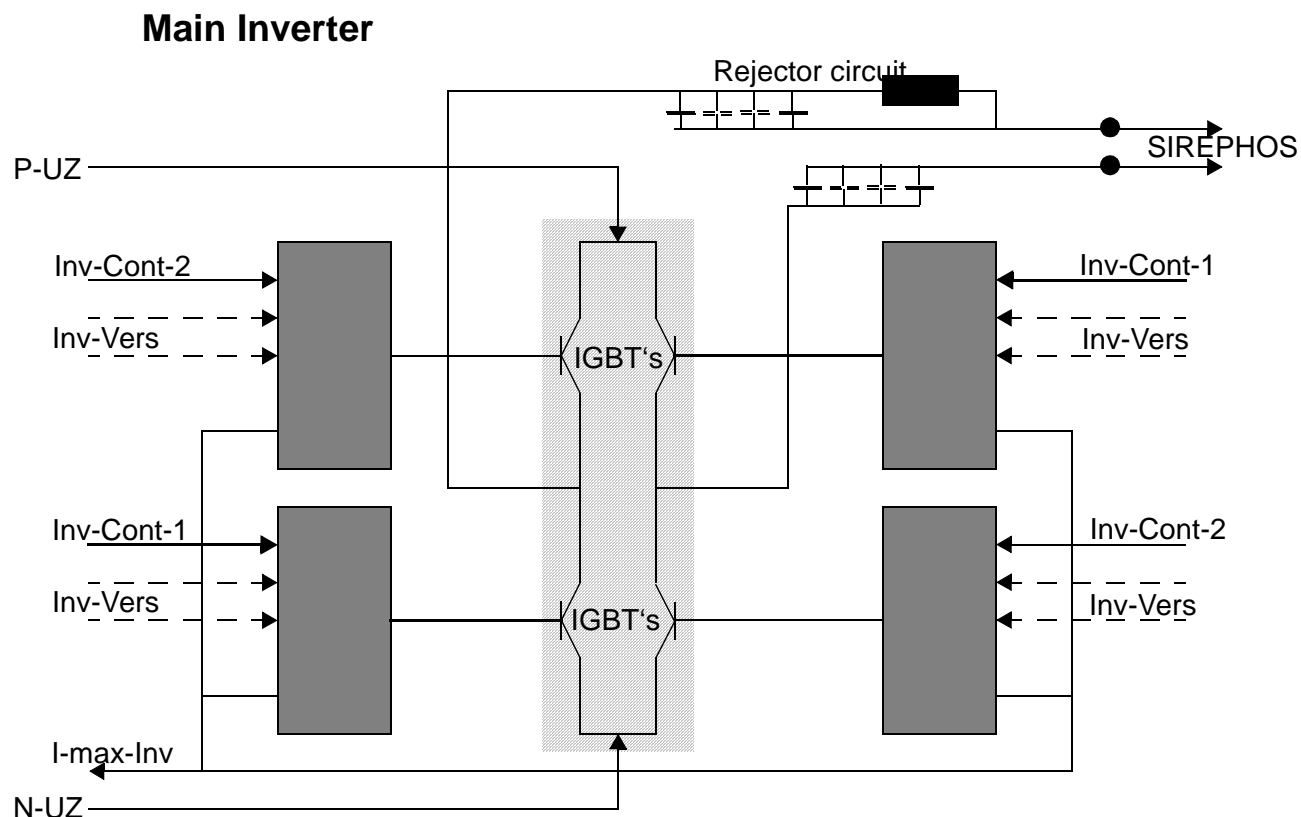 Main Inverter
Rejector circuit
SIREPHOS
P-UZ
Inv-Cont-2
Inv-Cont-1
Inv-Vers
Inv-Vers
IGBT‘s
Inv-Cont-1
Inv-Cont-2
Inv-Vers
Inv-Vers
IGBT‘s
I-max-Inv
N-UZ